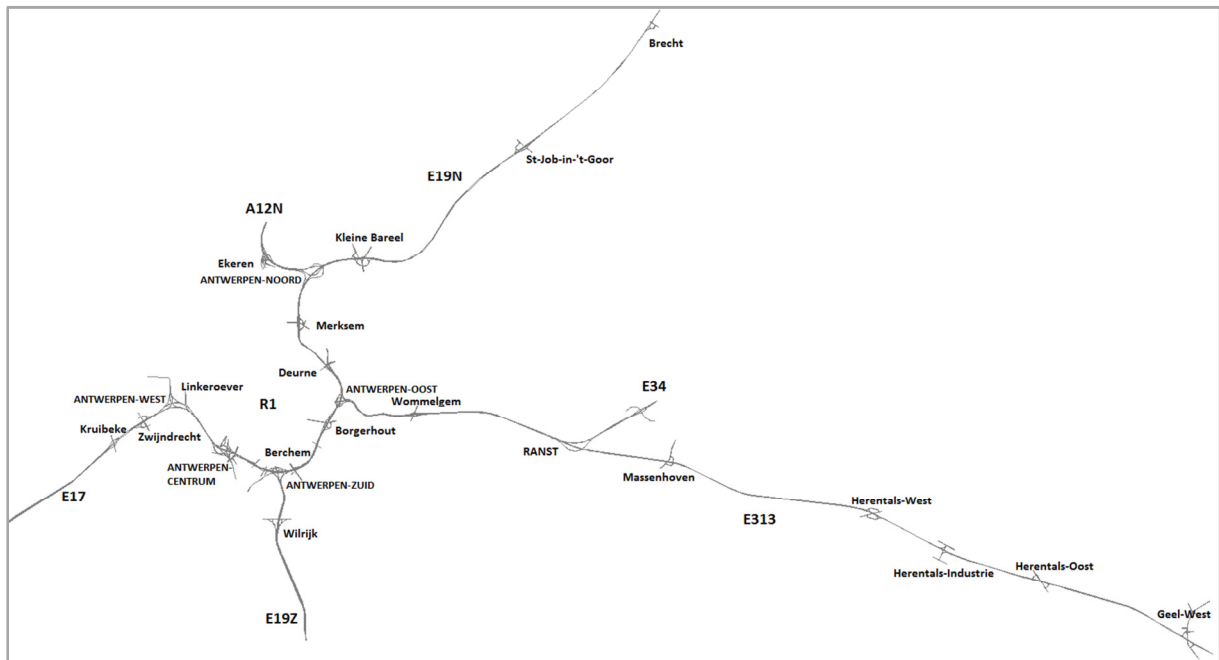 Brecht
St-Job-in-'t-Goor
E19N
A12N
Kleine Bareel
Ekeren
ANTWERPEN-NOORD
Merksem
Deurne
ANTWERPEN-OOST
E34
Linkeroever
ANTWERPEN-WEST
R1
Wommelgem
Kruibeke
Zwijndrecht
Borgerhout
Berchem
RANST
ANTWERPEN-
CENTRUM
ANTWERPEN-ZUID
Massenhoven
E17
Herentals-West
E313
Wilrijk
Herentals-Industrie
Herentals-Oost
E19Z
Geel-West